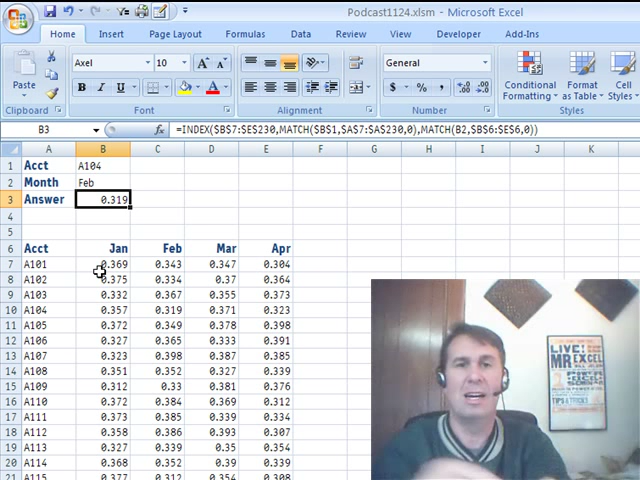 Podcast1124.xlsm - Microsoft Excel
Home Insert Page Layout Formulas Data Review View Developer Add-Ins
Paste Axel 10 A A General Conditional Formatting Format as Table Cell Styles
B I U $ % , .00
Clipboard Font Alignment Number
B3 fx =INDEX($B$7:$E$230,MATCH($B$1,$A$7:$A$230,0),MATCH(B2,$B$6:$E$6,0))
A B C D E F G H I J K
1 Acct A104
2 Month Feb
3 Answer 0.319
4
5
6 Acct Jan Feb Mar Apr
7 A101 0.369 0.343 0.347 0.304
8 A102 0.375 0.334 0.37 0.364
9 A103 0.332 0.367 0.355 0.373
10 A104 0.357 0.319 0.371 0.323
11 A105 0.372 0.349 0.378 0.398
12 A106 0.327 0.365 0.333 0.391
13 A107 0.323 0.398 0.387 0.385
14 A108 0.351 0.352 0.327 0.339
15 A109 0.312 0.33 0.381 0.376
16 A110 0.372 0.384 0.369 0.312
17 A111 0.373 0.385 0.339 0.334
18 A112 0.358 0.386 0.393 0.307
19 A113 0.327 0.339 0.35 0.354
20 A114 0.368 0.352 0.39 0.339
21 A115 0.377 0.312 0.354 0.308
LIVE!
MR EXCEL
TIPS & TRICKS